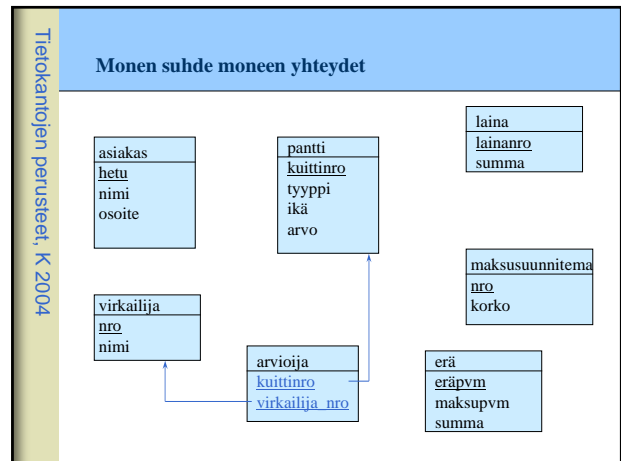 Tietokantojen perusteet, K 2004
Monen suhde moneen yhteydet
asiakas
hetu
nimi
osoite
pantti
kuittinro
tyyppi
ikä
arvo
laina
lainanro
summa
virkailija
nro
nimi
arvioija
kuittinro
virkailija_nro
maksusuunnitema
nro
korko
erä
eräpvm
maksupvm
summa